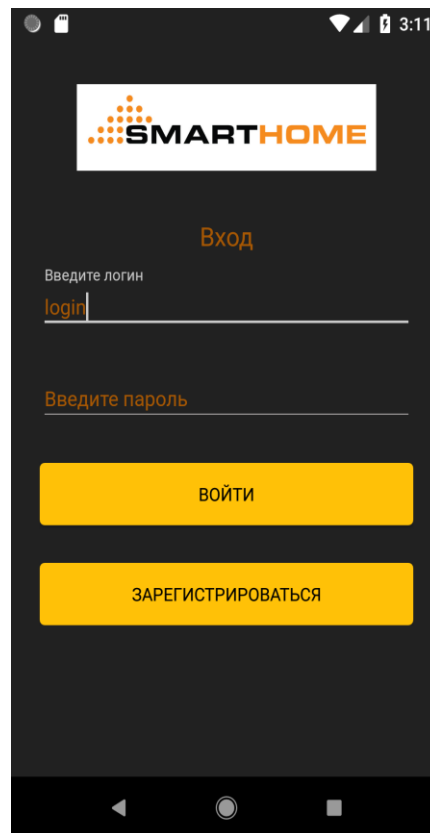 3:11
SMARTHOME
Вход
Введите логин
login
Введите пароль
ВОЙТИ
ЗАРЕГИСТРИРОВАТЬСЯ